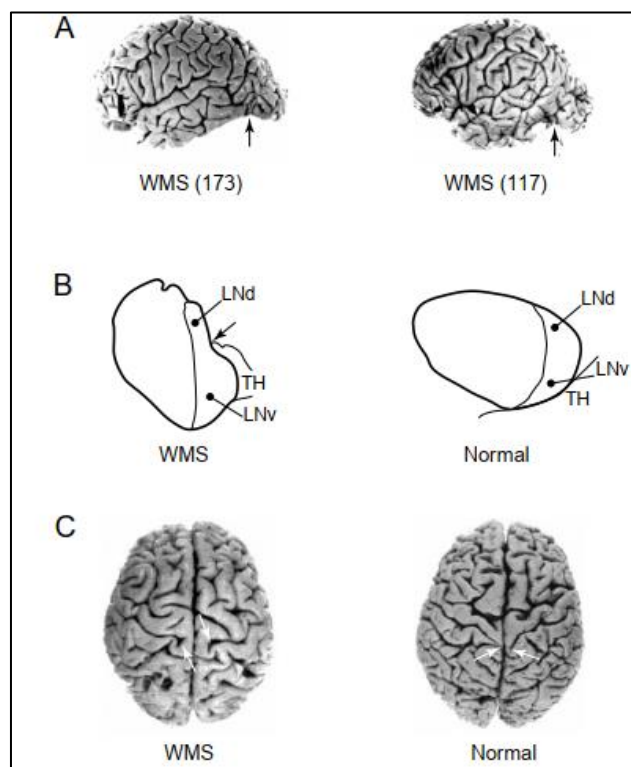 A
WMS (173) WMS (117)
B
LNd LNd
TH LNv
LNv TH
WMS Normal
C
WMS Normal